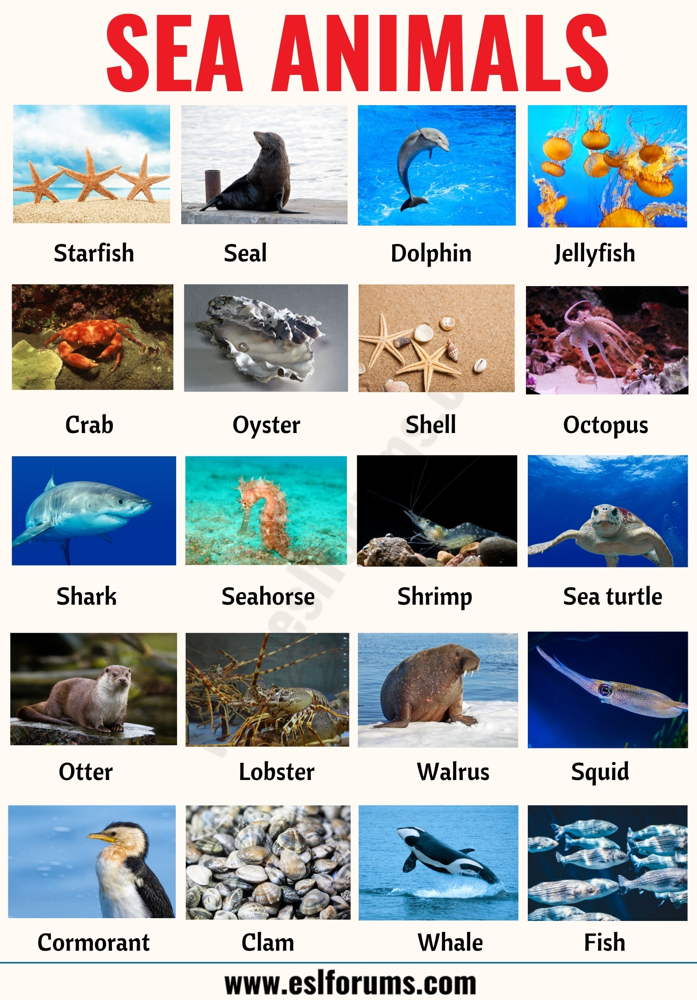 SEA ANIMALS
Starfish Seal Dolphin Jellyfish
Crab Oyster Shell Octopus
Shark Seahorse Shrimp Sea turtle
Otter Lobster Walrus Squid
Cormorant Clam Whale Fish
www.eslforums.com